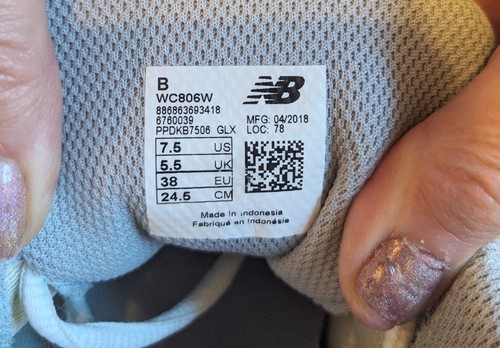 B
WC806W
NB
886863693418
6760039
MFG: 04/2018
PPDKB7506 GLX
LOC: 78
7.5 US
5.5 UK
38 EU
24.5 CM
Made in Indonesia
Fabriqué en Indonésie